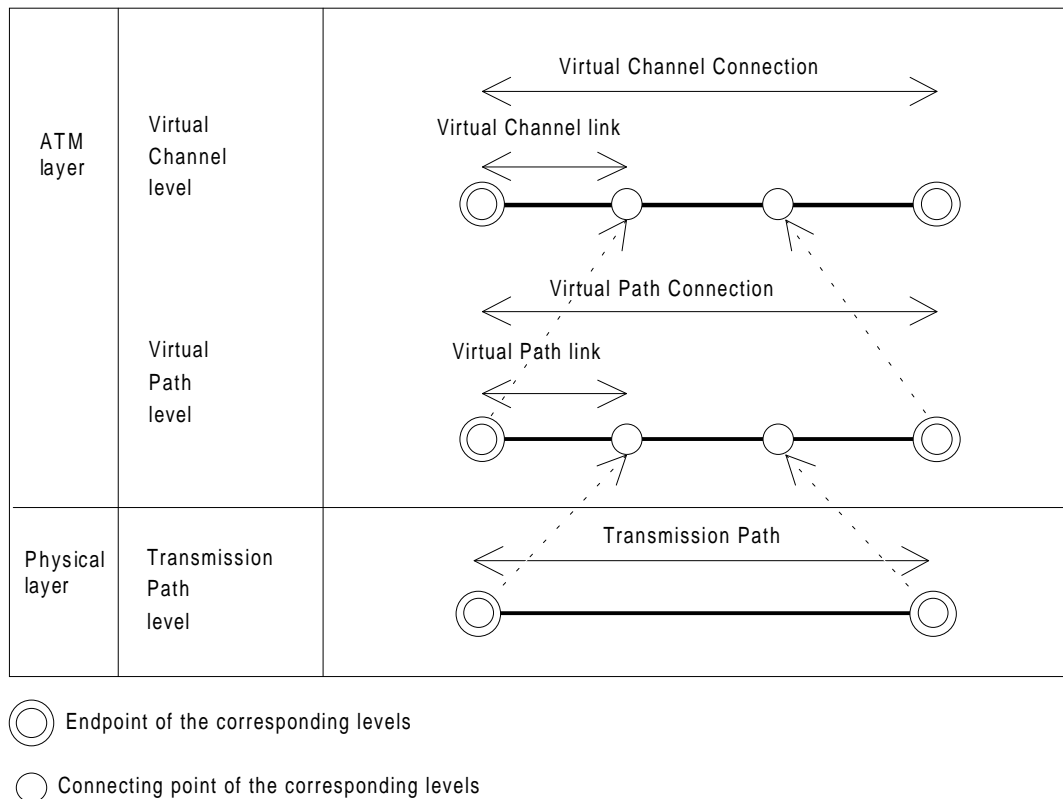 Virtual Channel Connection
Virtual Channel link
ATM
layer
Virtual
Channel
level
Virtual Path Connection
Virtual Path link
Virtual
Path
level
Transmission Path
Physical
layer
Transmission
Path
level
Endpoint of the corresponding levels
Connecting point of the corresponding levels